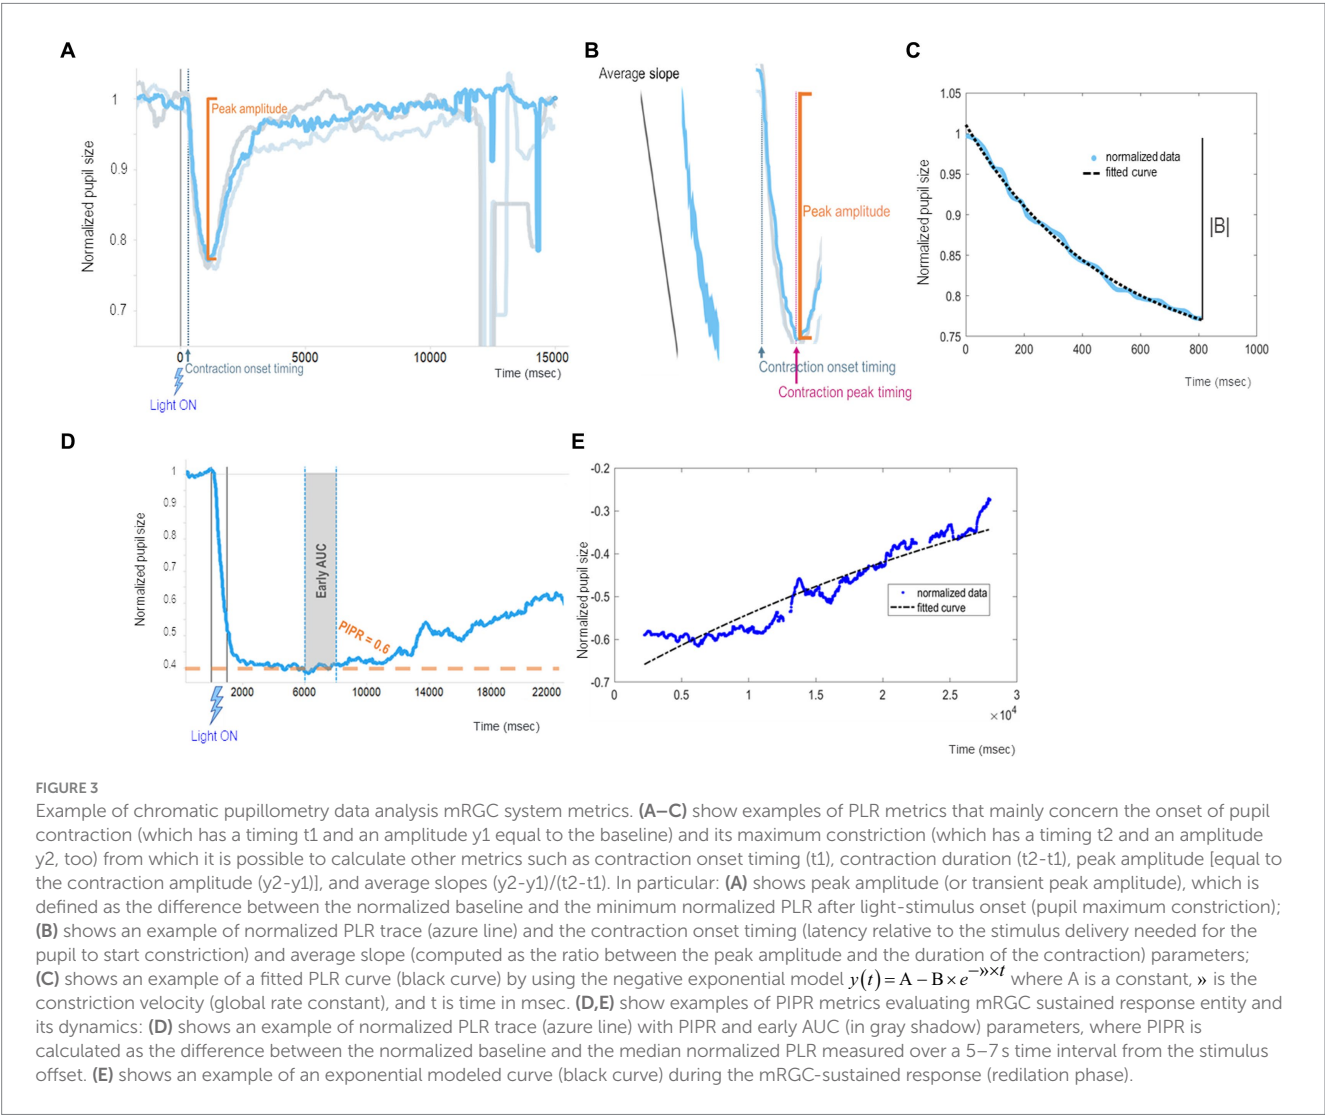 A
B
C
Normalized pupil size
1
0.9
0.8
0.7
Peak amplitude
0
5000
10000
15000
Contraction onset timing
Time (msec)
Light ON
Average slope
Peak amplitude
Contraction onset timing
Contraction peak timing
Normalized pupil size
1.05
1
0.95
0.9
0.85
0.8
0.75
normalized data
fitted curve
|B|
0
200
400
600
800
1000
Time (msec)
D
E
Normalized pupil size
1
0.9
0.8
0.7
0.6
0.5
0.4
Early AUC
PIPR = 0.6
2000
6000
10000
14000
18000
22000
Time (msec)
Light ON
Normalized pupil size
-0.2
-0.3
-0.4
-0.5
-0.6
-0.7
normalized data
fitted curve
0
0.5
1
1.5
2
2.5
3
×10⁴
Time (msec)
FIGURE 3
Example of chromatic pupillometry data analysis mRGC system metrics. (A–C) show examples of PLR metrics that mainly concern the onset of pupil
contraction (which has a timing t1 and an amplitude y1 equal to the baseline) and its maximum constriction (which has a timing t2 and an amplitude
y2, too) from which it is possible to calculate other metrics such as contraction onset timing (t1), contraction duration (t2-t1), peak amplitude [equal to
the contraction amplitude (y2-y1)], and average slopes (y2-y1)/(t2-t1). In particular: (A) shows peak amplitude (or transient peak amplitude), which is
defined as the difference between the normalized baseline and the minimum normalized PLR after light-stimulus onset (pupil maximum constriction);
(B) shows an example of normalized PLR trace (azure line) and the contraction onset timing (latency relative to the stimulus delivery needed for the
pupil to start constriction) and average slope (computed as the ratio between the peak amplitude and the duration of the contraction) parameters;
(C) shows an example of a fitted PLR curve (black curve) by using the negative exponential model y(t) = A − B × e^−»×t where A is a constant, » is the
constriction velocity (global rate constant), and t is time in msec. (D,E) show examples of PIPR metrics evaluating mRGC sustained response entity and
its dynamics: (D) shows an example of normalized PLR trace (azure line) with PIPR and early AUC (in gray shadow) parameters, where PIPR is
calculated as the difference between the normalized baseline and the median normalized PLR measured over a 5–7 s time interval from the stimulus
offset. (E) shows an example of an exponential modeled curve (black curve) during the mRGC-sustained response (redilation phase).